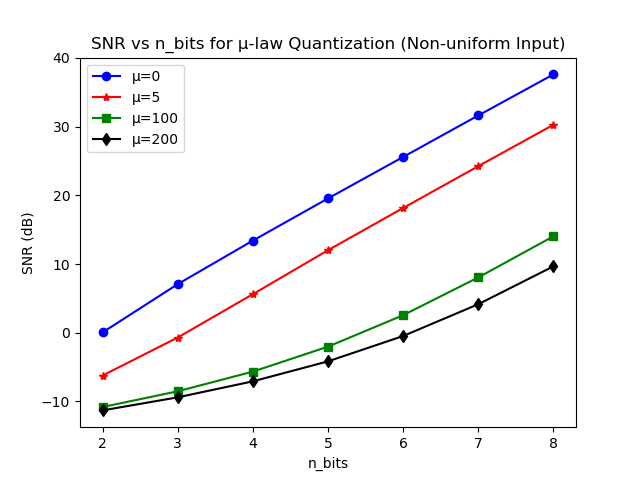 SNR vs n_bits for μ-law Quantization (Non-uniform Input)
40
30
20
10
0
−10
SNR (dB)
μ=0
μ=5
μ=100
μ=200
2 3 4 5 6 7 8
n_bits